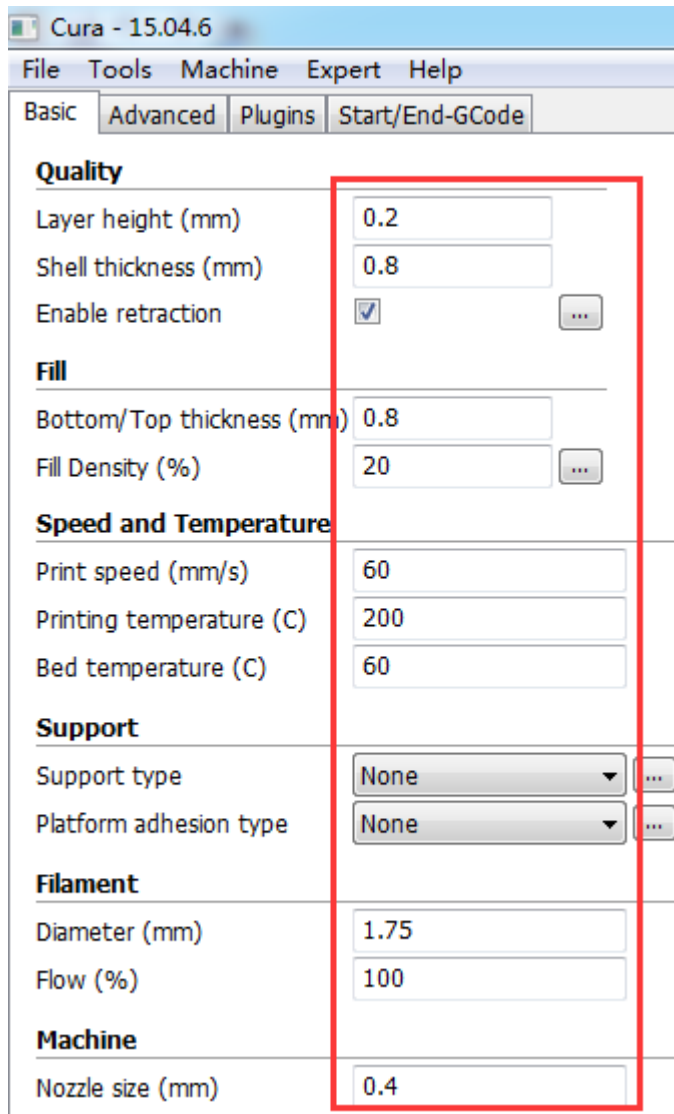 Cura - 15.04.6
File Tools Machine Expert Help
Basic Advanced Plugins Start/End-GCode
Quality
Layer height (mm) 0.2
Shell thickness (mm) 0.8
Enable retraction ...
Fill
Bottom/Top thickness (mm) 0.8
Fill Density (%) 20 ...
Speed and Temperature
Print speed (mm/s) 60
Printing temperature (C) 200
Bed temperature (C) 60
Support
Support type None ...
Platform adhesion type None ...
Filament
Diameter (mm) 1.75
Flow (%) 100
Machine
Nozzle size (mm) 0.4